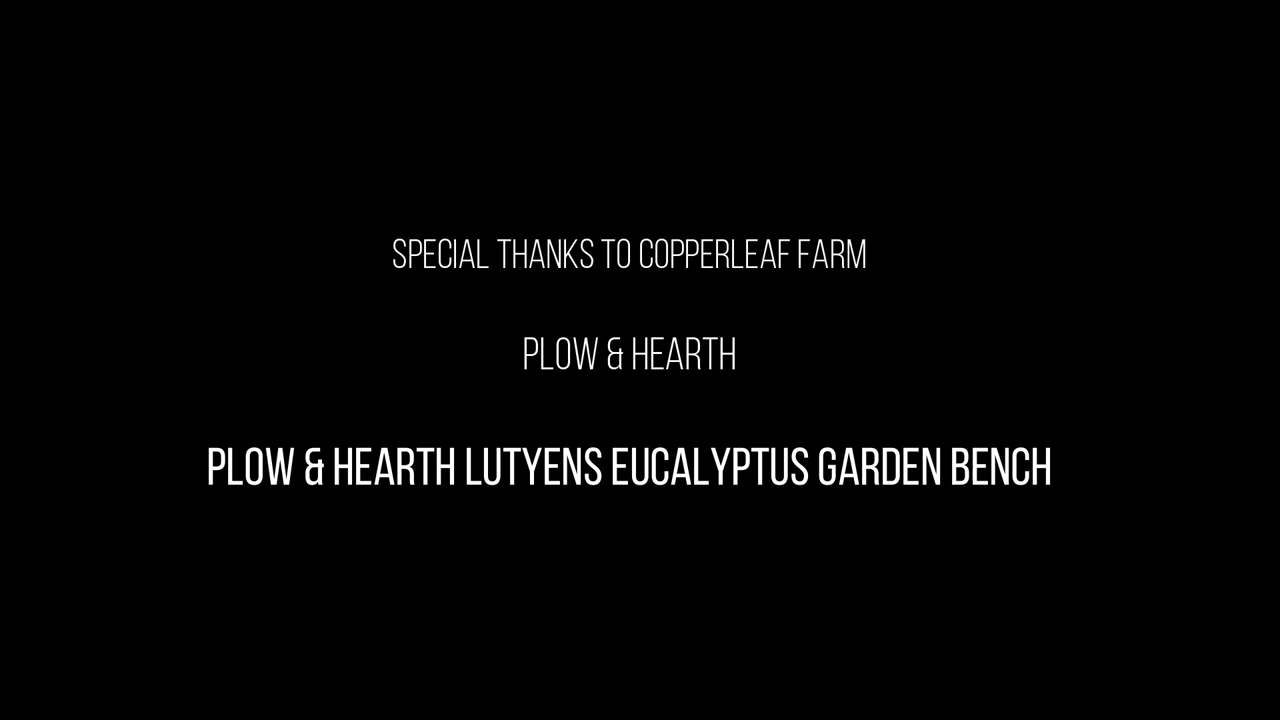 SPECIAL THANKS TO COPPERLEAF FARM
PLOW & HEARTH
PLOW & HEARTH LUTYENS EUCALYPTUS GARDEN BENCH